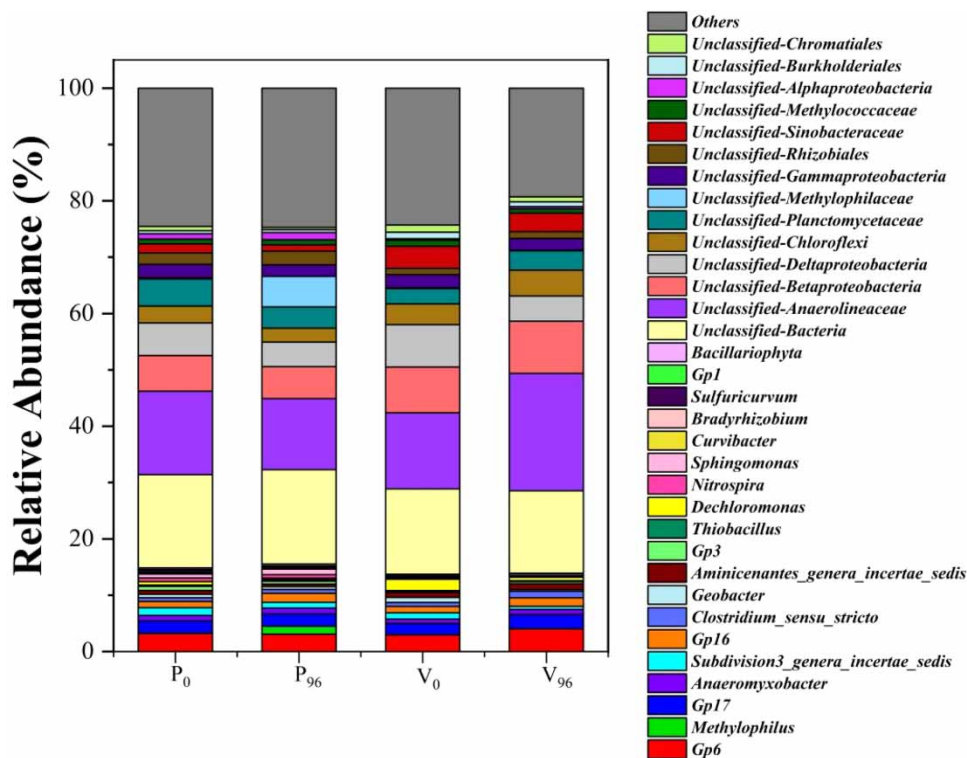 Relative Abundance (%)
100
80
60
40
20
0
P0
P96
V0
V96
Others
Unclassified-Chromatiales
Unclassified-Burkholderiales
Unclassified-Alphaproteobacteria
Unclassified-Methylococcaceae
Unclassified-Sinobacteraceae
Unclassified-Rhizobiales
Unclassified-Gammaproteobacteria
Unclassified-Methylophilaceae
Unclassified-Planctomycetaceae
Unclassified-Chloroflexi
Unclassified-Deltaproteobacteria
Unclassified-Betaproteobacteria
Unclassified-Anaerolineaceae
Unclassified-Bacteria
Bacillariophyta
Gp1
Sulfuricurvum
Bradyrhizobium
Curvibacter
Sphingomonas
Nitrospira
Dechloromonas
Thiobacillus
Gp3
Aminicenantes_genera_incertae_sedis
Geobacter
Clostridium_sensu_stricto
Gp16
Subdivision3_genera_incertae_sedis
Anaeromyxobacter
Gp17
Methylophilus
Gp6